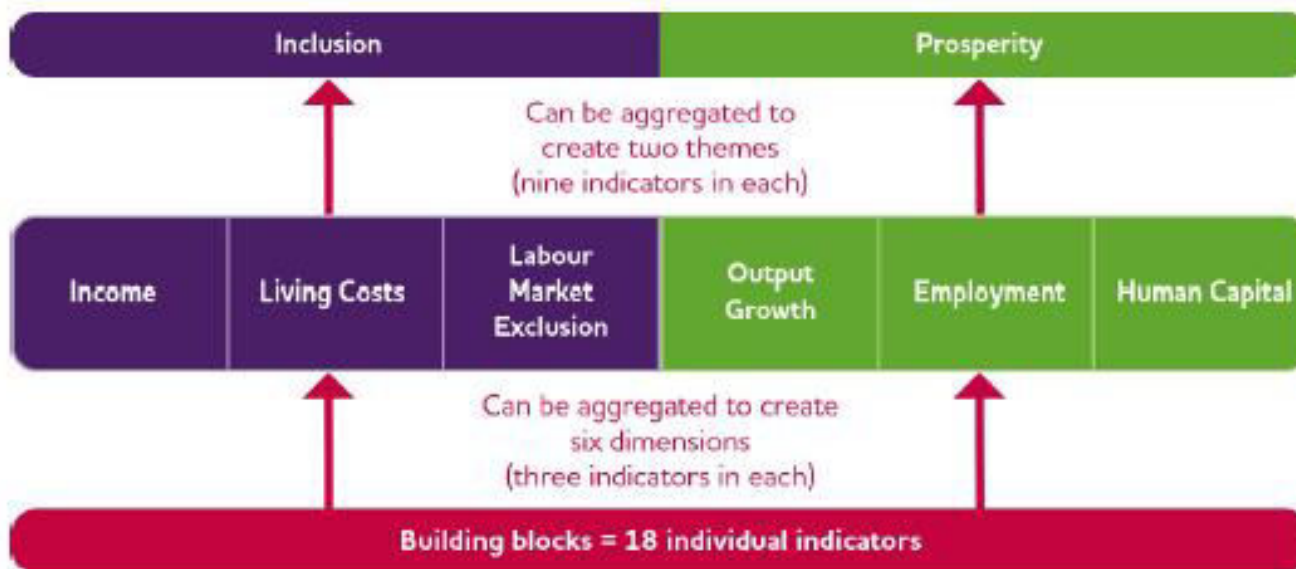 Inclusion
Prosperity
Can be aggregated to
create two themes
(nine indicators in each)
Income
Living Costs
Labour
Market
Exclusion
Output
Growth
Employment
Human Capital
Can be aggregated to create
six dimensions
(three indicators in each)
Building blocks = 18 individual indicators